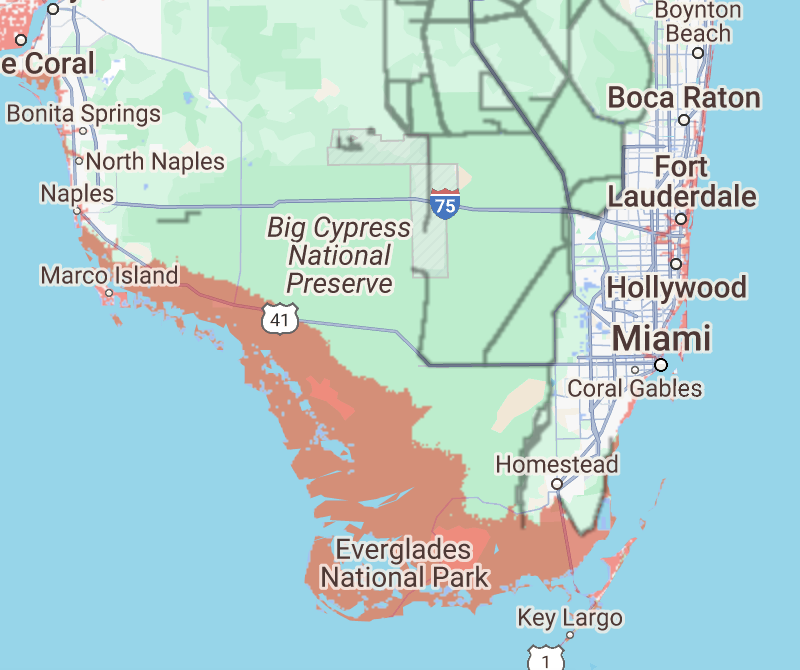 Boynton
Beach
e Coral
Boca Raton
Bonita Springs
North Naples
Fort
Lauderdale
Naples
75
Big Cypress
National
Preserve
Marco Island
Hollywood
41
Miami
Coral Gables
Homestead
Everglades
National Park
Key Largo
1